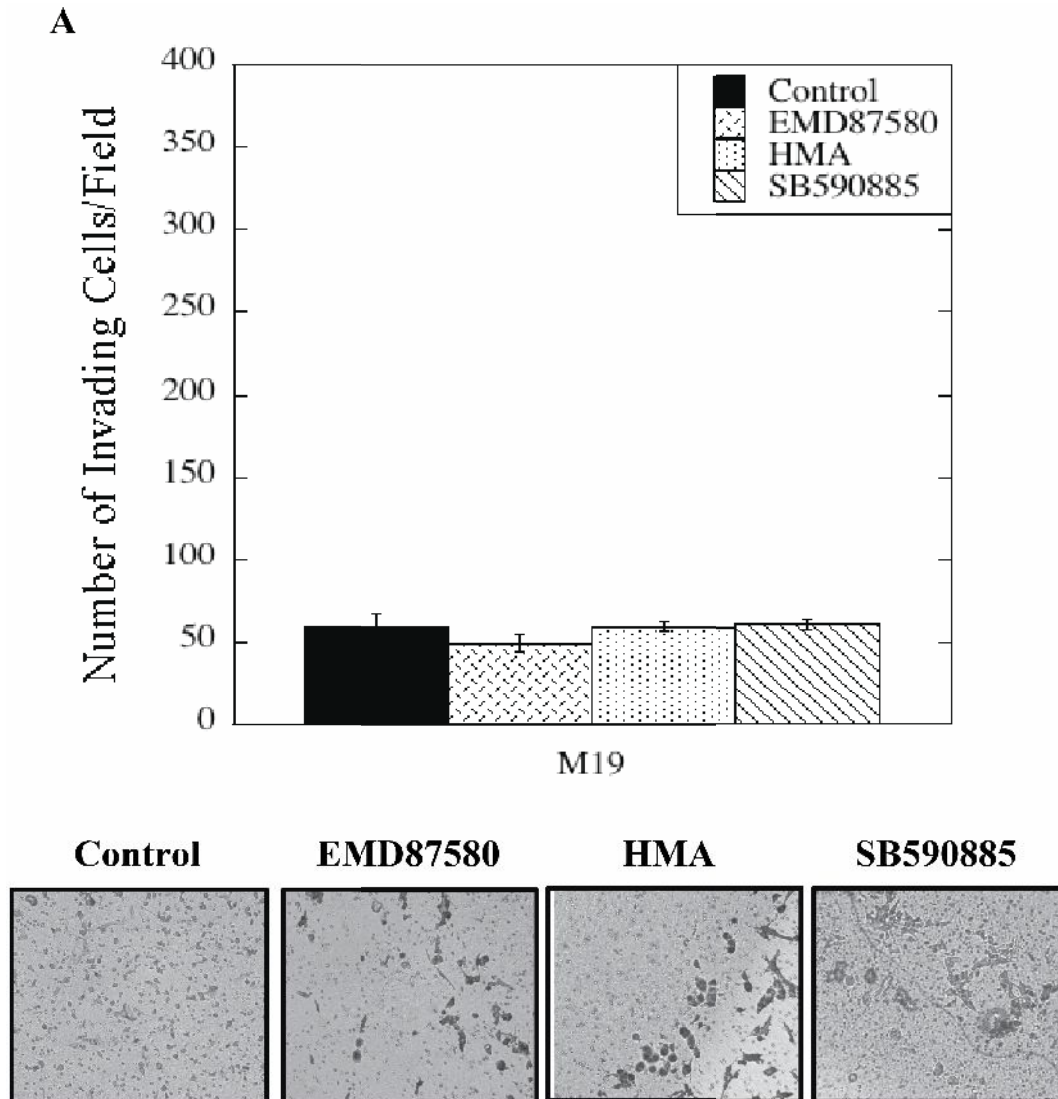 A
400
350
300
250
200
150
100
50
0
Number of Invading Cells/Field
Control
EMD87580
HMA
SB590885
M19
Control EMD87580 HMA SB590885